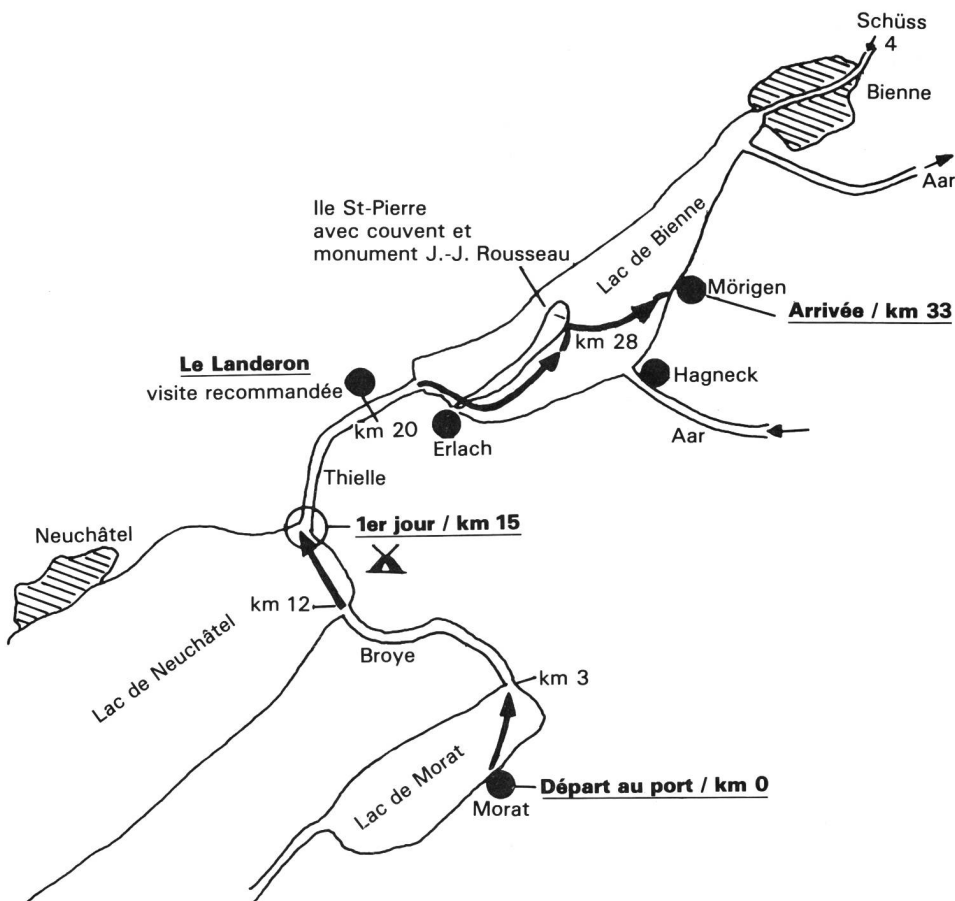 Schüss
4
Bienne
Aar
Ile St-Pierre
avec couvent et
monument J.-J. Rousseau
Lac de Bienne
Mörigen
Arrivée / km 33
km 28
Le Landeron
visite recommandée
Hagneck
km 20
Erlach
Aar
Thielle
Neuchâtel
1er jour / km 15
km 12
Broye
Lac de Neuchâtel
km 3
Lac de Morat
Départ au port / km 0
Morat